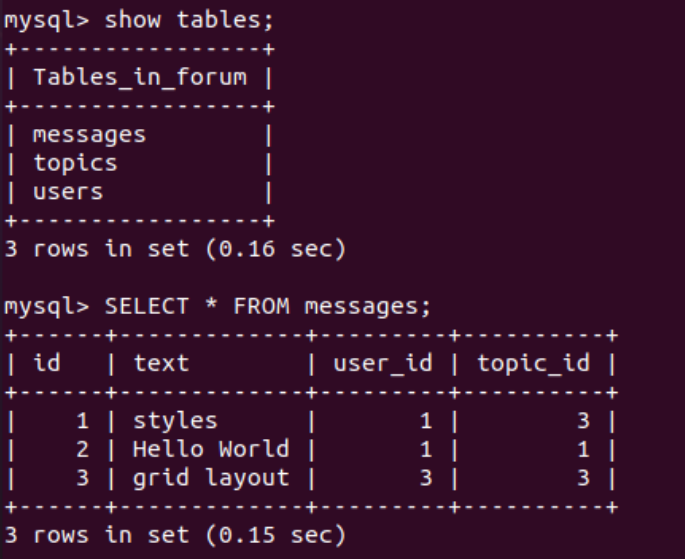 mysql> show tables;
+-----------------+
| Tables_in_forum |
+-----------------+
| messages        |
| topics          |
| users           |
+-----------------+
3 rows in set (0.16 sec)

mysql> SELECT * FROM messages;
+------+-------------+---------+----------+
| id   | text        | user_id | topic_id |
+------+-------------+---------+----------+
|    1 | styles      |       1 |        3 |
|    2 | Hello World |       1 |        1 |
|    3 | grid layout |       3 |        3 |
+------+-------------+---------+----------+
3 rows in set (0.15 sec)